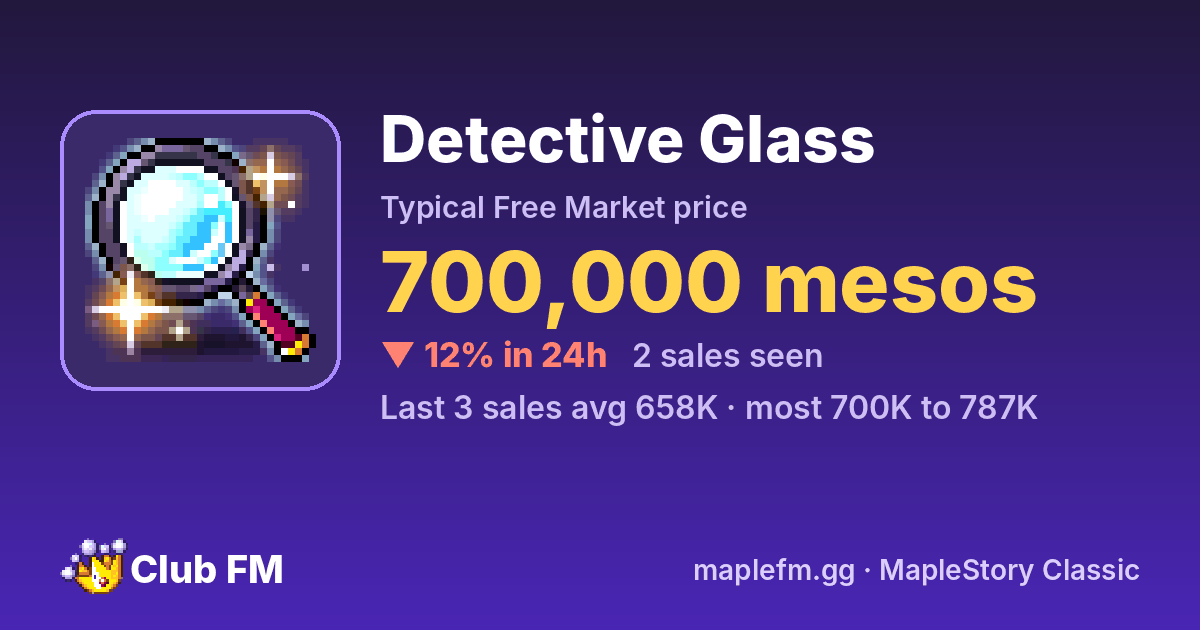 Detective Glass
Typical Free Market price
700,000 mesos
▼ 12% in 24h 2 sales seen
Last 3 sales avg 658K · most 700K to 787K
Club FM
maplefm.gg · MapleStory Classic